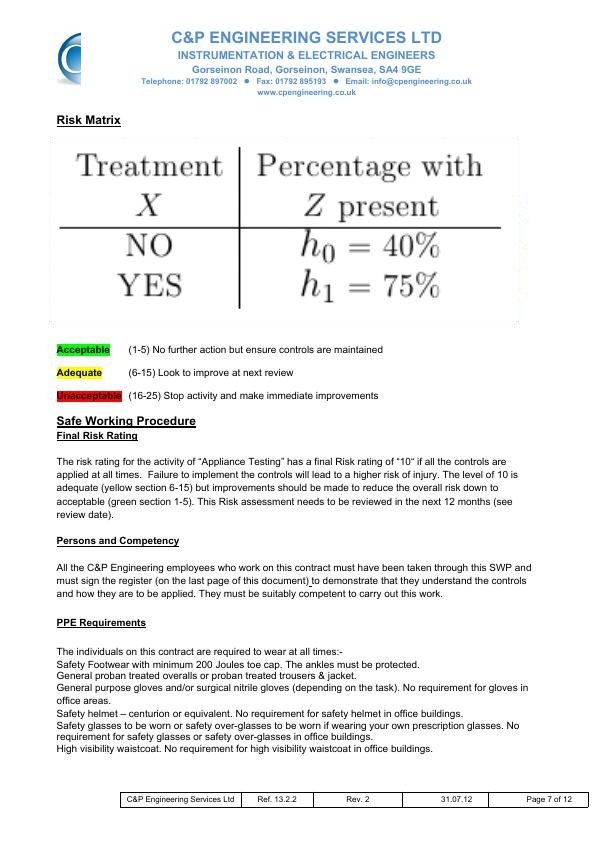 C&P ENGINEERING SERVICES LTD
INSTRUMENTATION & ELECTRICAL ENGINEERS
Gorseinon Road, Gorseinon, Swansea, SA4 9GE
Telephone: 01792 897002 ● Fax: 01792 895193 ● Email: info@cpengineering.co.uk
www.cpengineering.co.uk
Risk Matrix
Treatment Percentage with
X Z present
NO h₀ = 40%
YES h₁ = 75%
Acceptable (1-5) No further action but ensure controls are maintained
Adequate (6-15) Look to improve at next review
Unacceptable (16-25) Stop activity and make immediate improvements
Safe Working Procedure
Final Risk Rating
The risk rating for the activity of “Appliance Testing” has a final Risk rating of “10“ if all the controls are
applied at all times. Failure to implement the controls will lead to a higher risk of injury. The level of 10 is
adequate (yellow section 6-15) but improvements should be made to reduce the overall risk down to
acceptable (green section 1-5). This Risk assessment needs to be reviewed in the next 12 months (see
review date).
Persons and Competency
All the C&P Engineering employees who work on this contract must have been taken through this SWP and
must sign the register (on the last page of this document) to demonstrate that they understand the controls
and how they are to be applied. They must be suitably competent to carry out this work.
PPE Requirements
The individuals on this contract are required to wear at all times:-
Safety Footwear with minimum 200 Joules toe cap. The ankles must be protected.
General proban treated overalls or proban treated trousers & jacket.
General purpose gloves and/or surgical nitrile gloves (depending on the task). No requirement for gloves in
office areas.
Safety helmet – centurion or equivalent. No requirement for safety helmet in office buildings.
Safety glasses to be worn or safety over-glasses to be worn if wearing your own prescription glasses. No
requirement for safety glasses or safety over-glasses in office buildings.
High visibility waistcoat. No requirement for high visibility waistcoat in office buildings.
C&P Engineering Services Ltd Ref. 13.2.2 Rev. 2 31.07.12 Page 7 of 12